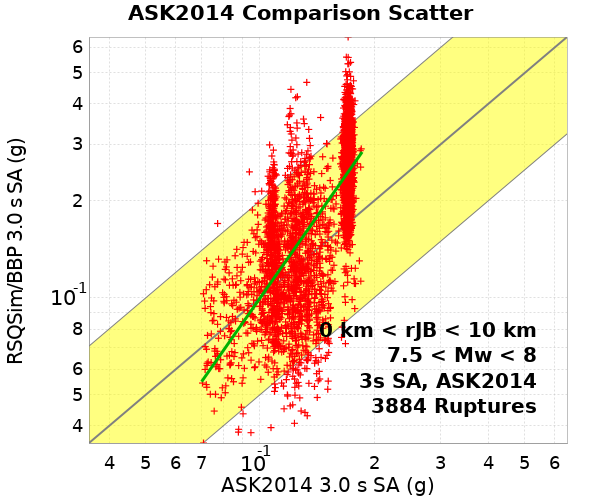 ASK2014 Comparison Scatter
6
5
4
3
2
10-1
8
6
5
4
RSQSim/BBP 3.0 s SA (g)
0 km < rJB < 10 km
7.5 < Mw < 8
3s SA, ASK2014
3884 Ruptures
4 5 6 7 10-1 2 3 4 5 6
ASK2014 3.0 s SA (g)